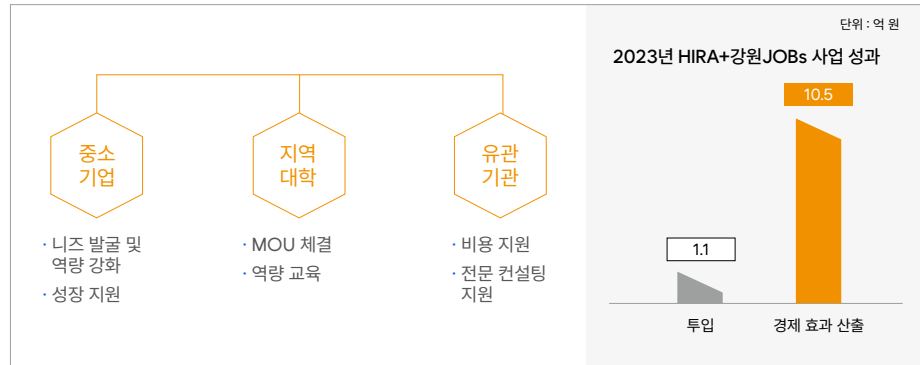 중소
기업
· 니즈 발굴 및
역량 강화
· 성장 지원
지역
대학
· MOU 체결
· 역량 교육
유관
기관
· 비용 지원
· 전문 컨설팅
지원
단위 : 억 원
2023년 HIRA+강원JOBs 사업 성과
10.5
1.1
투입
경제 효과 산출